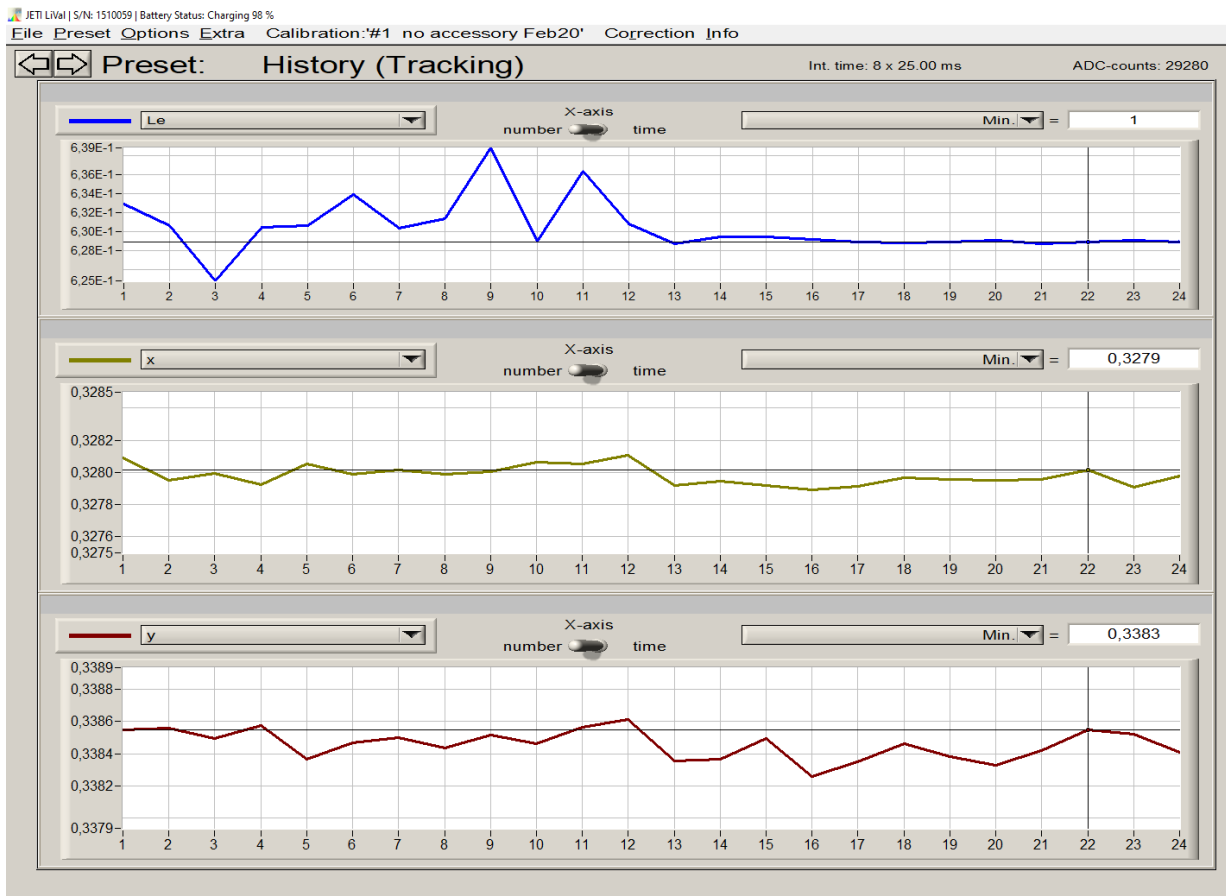 JETI LiVal | S/N: 1510059 | Battery Status: Charging 98 %
File Preset Options Extra Calibration:'#1 no accessory Feb20' Correction Info
Preset: History (Tracking) Int. time: 8 x 25.00 ms ADC-counts: 29280
X-axis
Le number time Min. = 1
6,39E-1
6,36E-1
6,34E-1
6,32E-1
6,30E-1
6,28E-1
6,25E-1
1 2 3 4 5 6 7 8 9 10 11 12 13 14 15 16 17 18 19 20 21 22 23 24
X-axis
x number time Min. = 0,3279
0,3285
0,3282
0,3280
0,3278
0,3276
0,3275
1 2 3 4 5 6 7 8 9 10 11 12 13 14 15 16 17 18 19 20 21 22 23 24
X-axis
y number time Min. = 0,3383
0,3389
0,3388
0,3386
0,3384
0,3382
0,3379
1 2 3 4 5 6 7 8 9 10 11 12 13 14 15 16 17 18 19 20 21 22 23 24